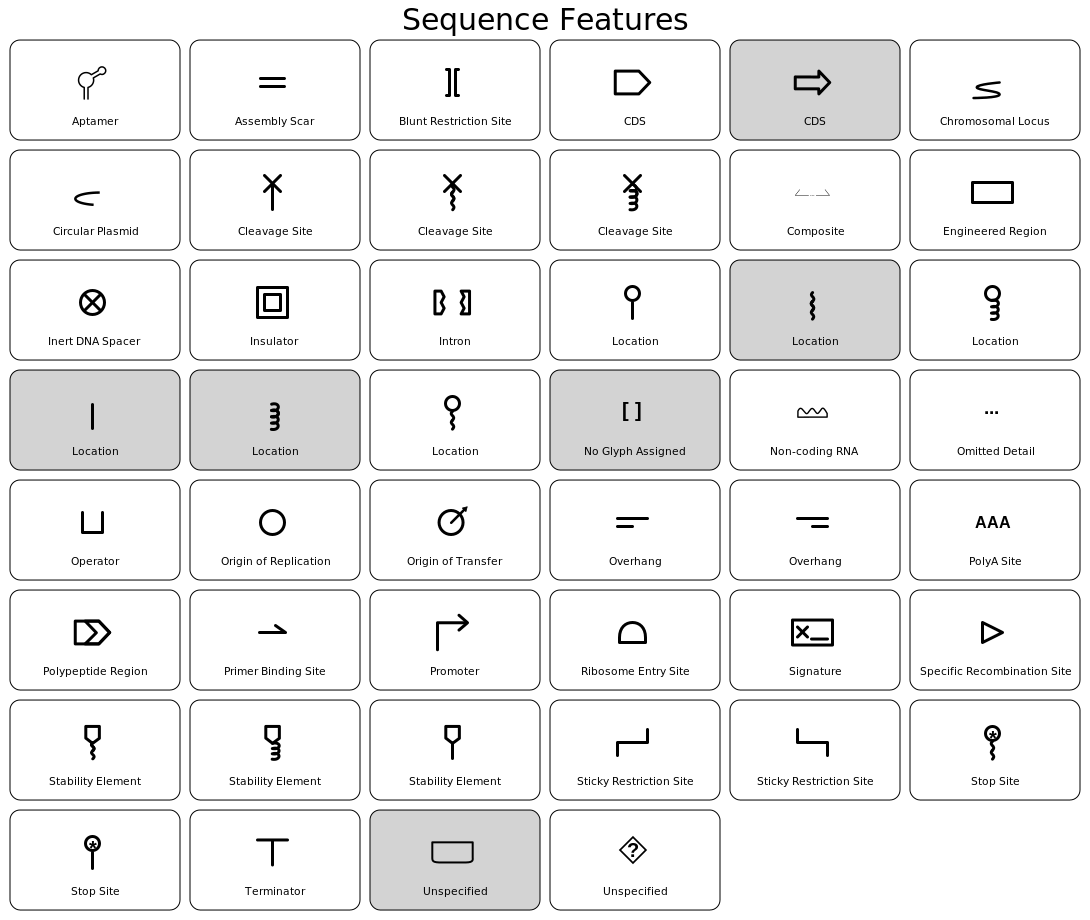 Sequence Features
Aptamer
Assembly Scar
Blunt Restriction Site
CDS
CDS
Chromosomal Locus
Circular Plasmid
Cleavage Site
Cleavage Site
Cleavage Site
Composite
Engineered Region
Inert DNA Spacer
Insulator
Intron
Location
Location
Location
[ ]
...
Location
Location
Location
No Glyph Assigned
Non-coding RNA
Omitted Detail
AAA
Operator
Origin of Replication
Origin of Transfer
Overhang
Overhang
PolyA Site
Polypeptide Region
Primer Binding Site
Promoter
Ribosome Entry Site
Signature
Specific Recombination Site
*
Stability Element
Stability Element
Stability Element
Sticky Restriction Site
Sticky Restriction Site
Stop Site
*
?
Stop Site
Terminator
Unspecified
Unspecified